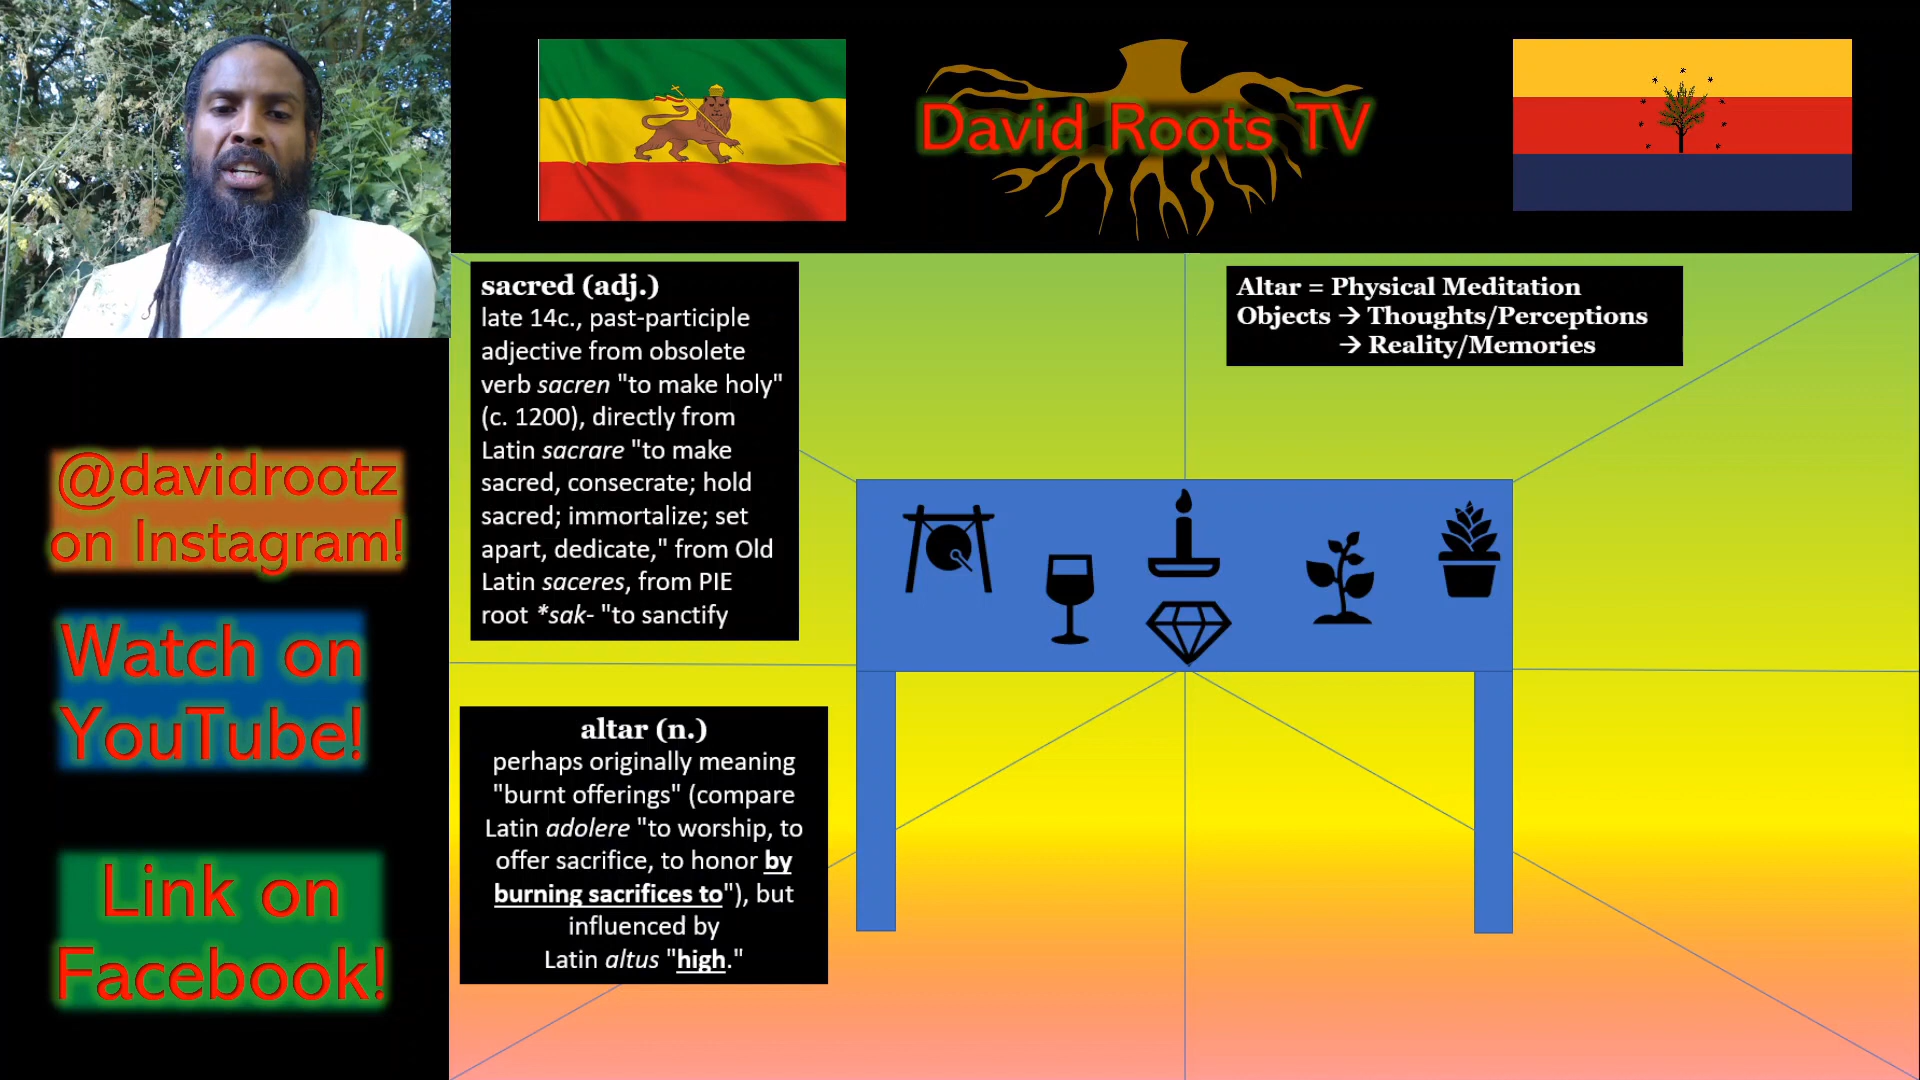 David Roots TV
@davidrootz
on Instagram!
Watch on
YouTube!
Link on
Facebook!
sacred (adj.)
late 14c., past-participle
adjective from obsolete
verb sacren "to make holy"
(c. 1200), directly from
Latin sacrare "to make
sacred, consecrate; hold
sacred; immortalize; set
apart, dedicate," from Old
Latin saceres, from PIE
root *sak- "to sanctify
altar (n.)
perhaps originally meaning
"burnt offerings" (compare
Latin adolere "to worship, to
offer sacrifice, to honor by
burning sacrifices to"), but
influenced by
Latin altus "high."
Altar = Physical Meditation
Objects → Thoughts/Perceptions
→ Reality/Memories